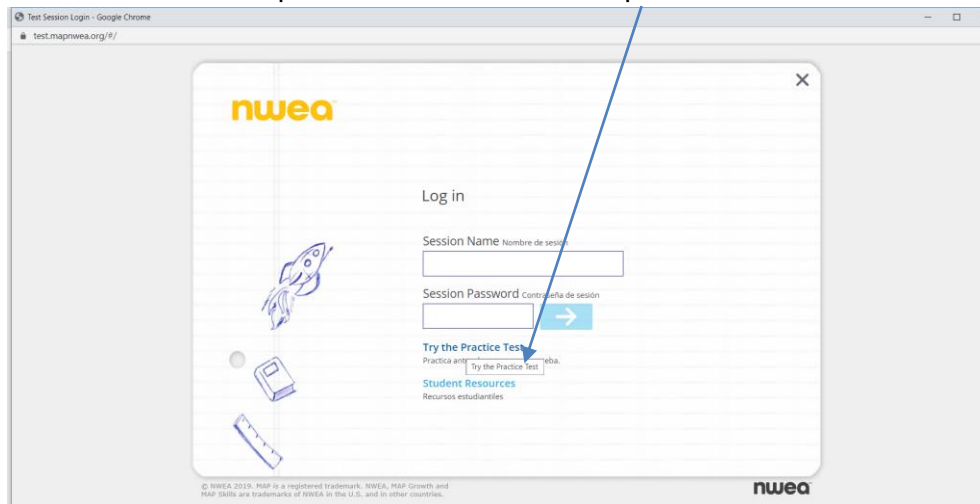 Test Session Login - Google Chrome
test.mapnwea.org/#/
nwea
Log in
Session Name Nombre de sesión
Session Password Contraseña de sesión
Try the Practice Test
Practica eba.
Try the Practice Test
Student Resources
Recursos estudiantiles
© NWEA 2019. MAP is a registered trademark. NWEA, MAP Growth and
MAP Skills are trademarks of NWEA in the U.S. and in other countries.
nwea